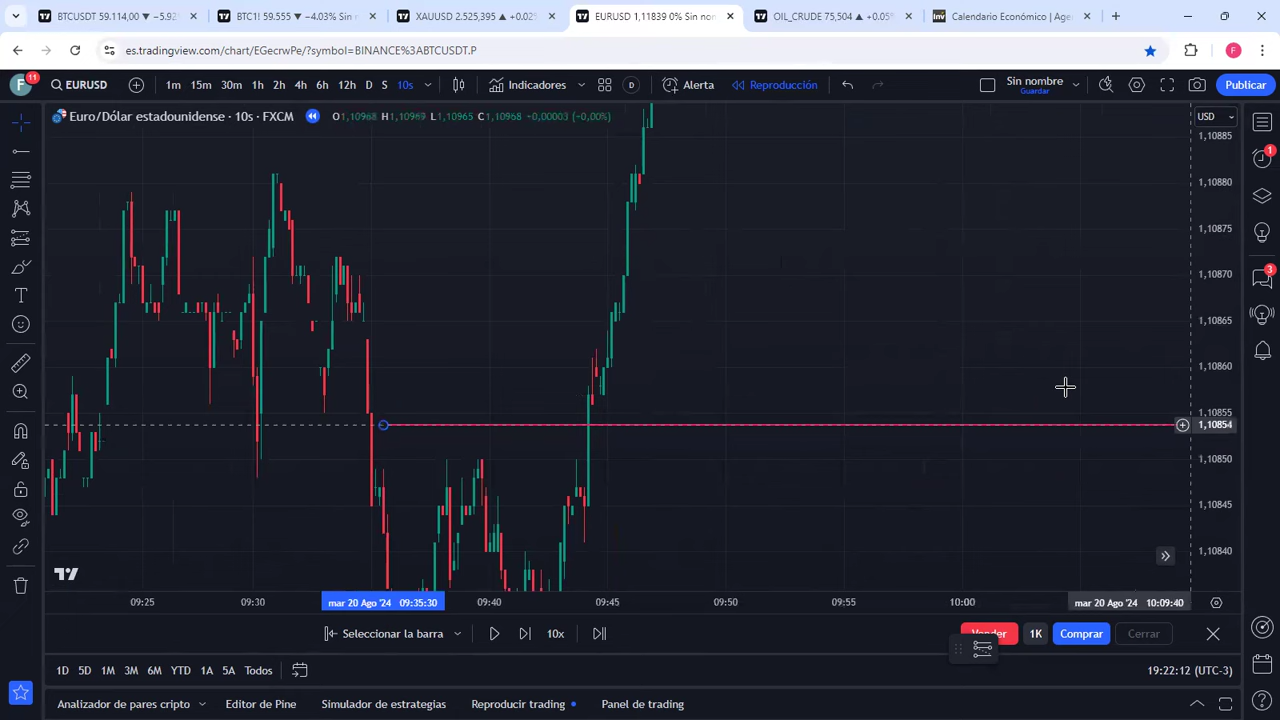 BTCUSD 59.114,00 ▼ −5.92
BTC1! 59.555 ▼ −4.03% Sin n
XAUUSD 2.525,395 ▲ +0.02
EURUSD 1,11839 0% Sin nom
OIL_CRUDE 75,504 ▲ +0.05
Inv Calendario Económico | Age
es.tradingview.com/chart/EGecrwPe/?symbol=BINANCE%3ABTCUSDT.P
F
F 11 EURUSD 1m 15m 30m 1h 2h 4h 6h 12h D S 10s Indicadores D Alerta Reproducción Sin nombre Publicar
Guardar
Euro/Dólar estadounidense · 10s · FXCM O1,10968 H1,10969 L1,10965 C1,10968 +0,00003 (+0,00%) USD
1,10885
1
1,10880
1,10875
3
1,10870
1,10865
1,10860
1,10855
1,10854
1,10850
1,10845
1,10840
09:25 09:30 mar 20 Ago '24 09:35:30 09:40 09:45 09:50 09:55 10:00 mar 20 Ago '24 10:09:40
Seleccionar la barra 10x Vender 1K Comprar Cerrar
1D 5D 1M 3M 6M YTD 1A 5A Todos 19:22:12 (UTC-3)
Analizador de pares cripto Editor de Pine Simulador de estrategias Reproducir trading Panel de trading